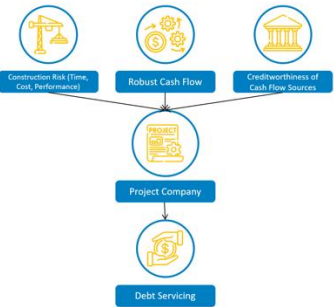 Construction Risk (Time,
Cost, Performance)
Robust Cash Flow
Creditworthiness of
Cash Flow Sources
PROJECT
Project Company
Debt Servicing